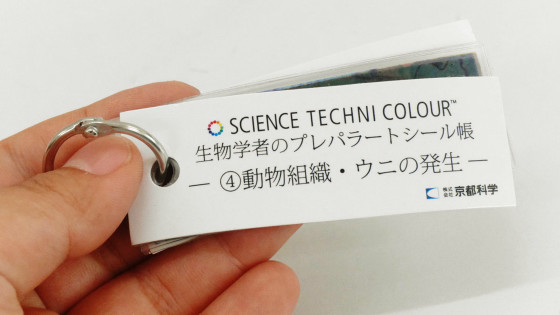 SCIENCE TECHNI COLOUR™
生物学者のプレパラートシール帳
― ④動物組織・ウニの発生 ―
株式会社 京都科学